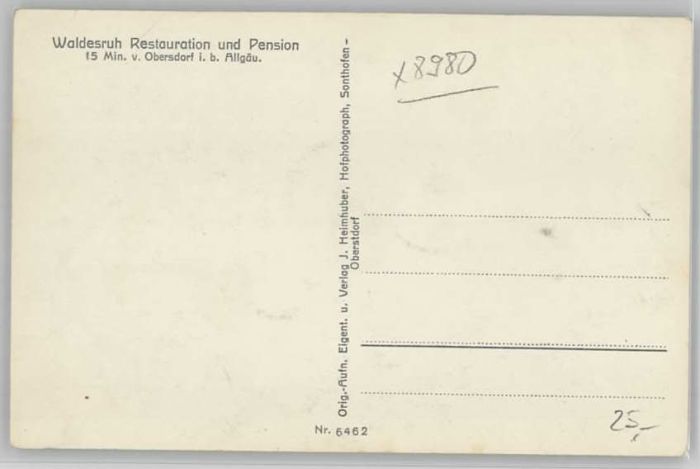 Waldesruh Restauration und Pension
15 Min. v. Obersdorf i. b. Allgäu.
x8980
Orig.-Aufn. Eigent. u. Verlag J. Heimhuber, Hofphotograph, Sonthofen -
Oberstdorf
Nr. 6462
25,-